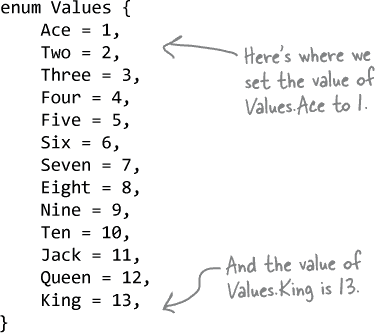 enum Values {
Ace = 1,
Two = 2,
Three = 3,
Four = 4,
Five = 5,
Six = 6,
Seven = 7,
Eight = 8,
Nine = 9,
Ten = 10,
Jack = 11,
Queen = 12,
King = 13,
}
Here's where we
set the value of
Values.Ace to 1.
And the value of
Values.King is 13.